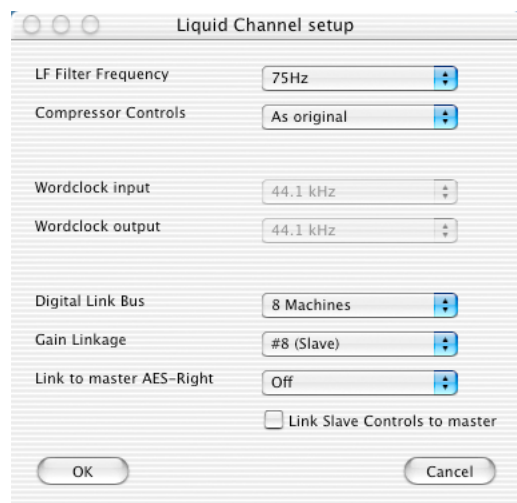 Liquid Channel setup
LF Filter Frequency 75Hz
Compressor Controls As original
Wordclock input 44.1 kHz
Wordclock output 44.1 kHz
Digital Link Bus 8 Machines
Gain Linkage #8 (Slave)
Link to master AES-Right Off
Link Slave Controls to master
OK Cancel